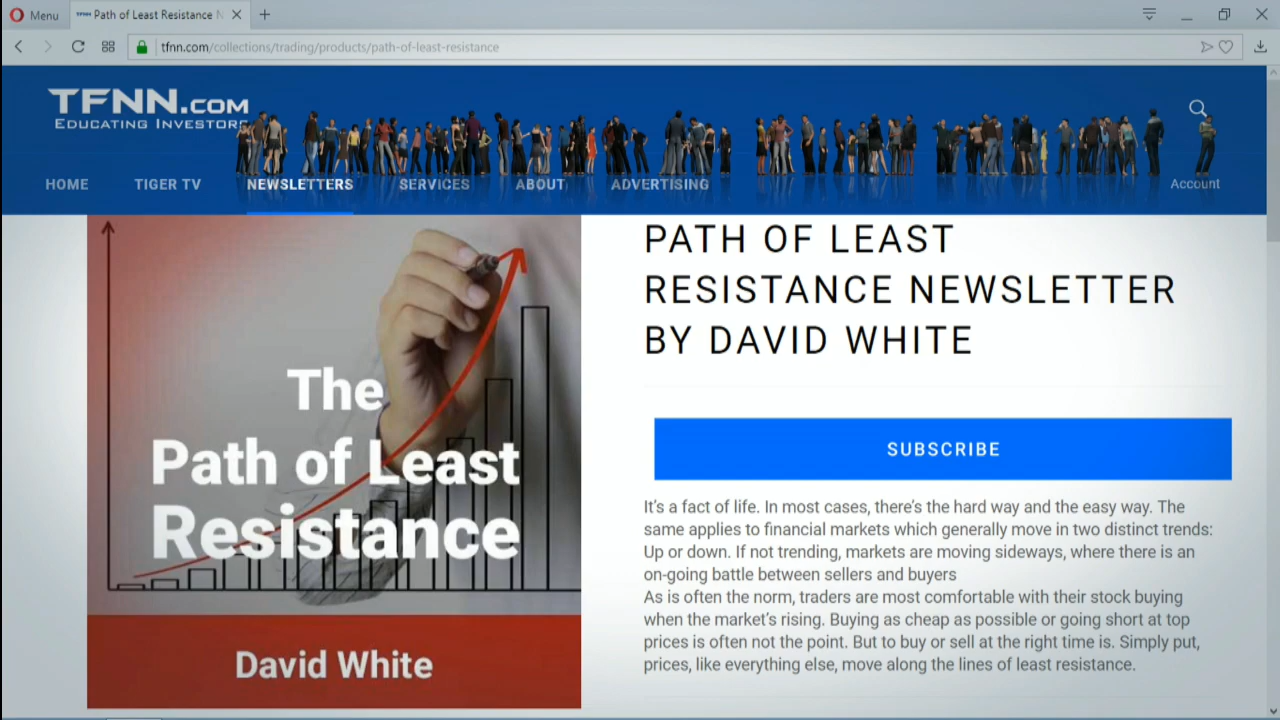 Menu
Path of Least Resistance N
tfnn.com/collections/trading/products/path-of-least-resistance
TFNN.COM
EDUCATING INVESTORS
HOME
TIGER TV
NEWSLETTERS
SERVICES
ABOUT
ADVERTISING
Account
The
Path of Least
Resistance
David White
PATH OF LEAST
RESISTANCE NEWSLETTER
BY DAVID WHITE
SUBSCRIBE
It's a fact of life. In most cases, there's the hard way and the easy way. The
same applies to financial markets which generally move in two distinct trends:
Up or down. If not trending, markets are moving sideways, where there is an
on-going battle between sellers and buyers
As is often the norm, traders are most comfortable with their stock buying
when the market's rising. Buying as cheap as possible or going short at top
prices is often not the point. But to buy or sell at the right time is. Simply put,
prices, like everything else, move along the lines of least resistance.